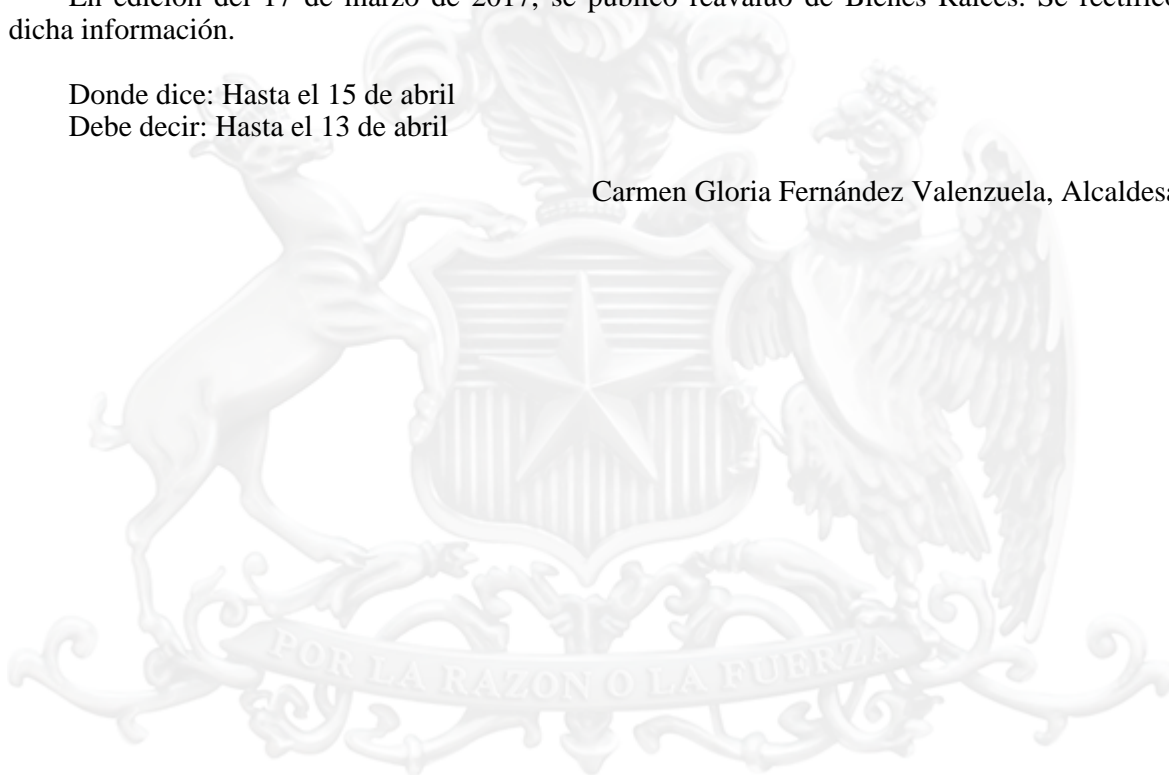 En edición del 17 de marzo de 2017, se publicó reavalúo de Bienes Raíces. Se rectificó
dicha información.
Donde dice: Hasta el 15 de abril
Debe decir: Hasta el 13 de abril
Carmen Gloria Fernández Valenzuela, Alcaldesa
POR LA RAZON O LA FUERZA